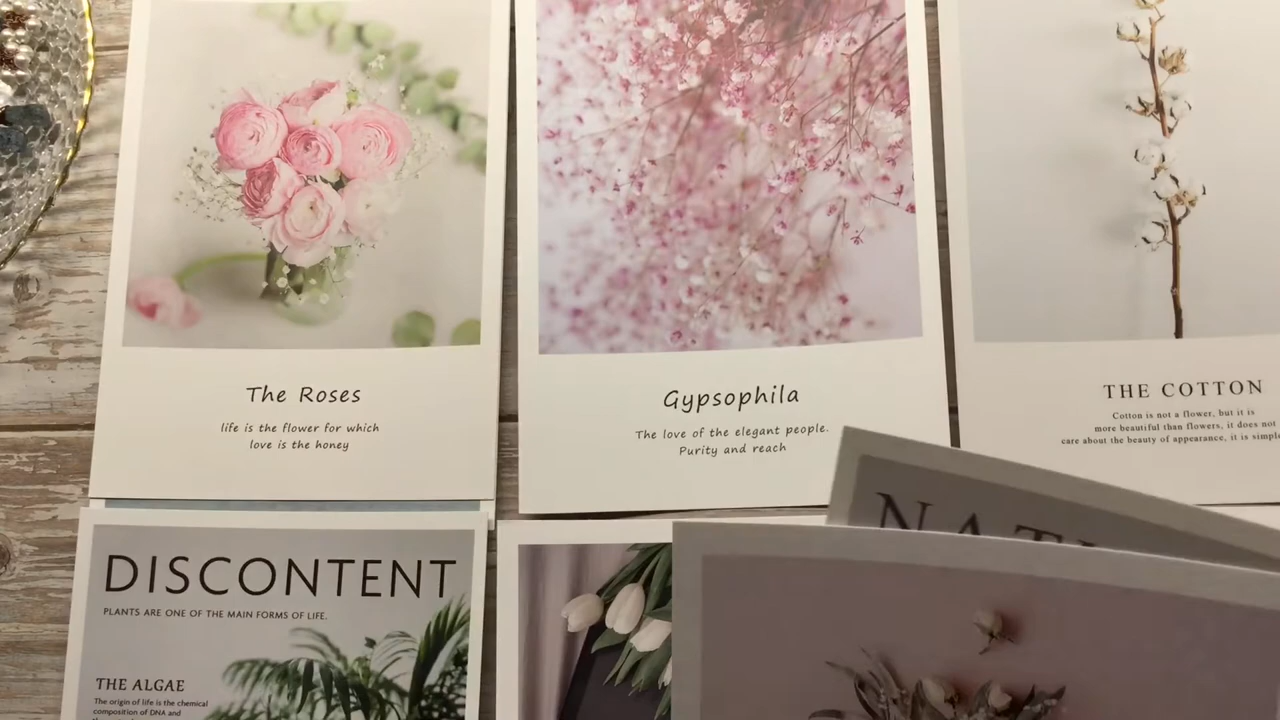 The Roses
life is the flower for which
love is the honey
Gypsophila
The love of the elegant people.
Purity and reach
THE COTTON
Cotton is not a flower, but it is
more beautiful than flowers, it does not
care about the beauty of appearance, it is simple
DISCONTENT
PLANTS ARE ONE OF THE MAIN FORMS OF LIFE.
THE ALGAE
The origin of life is the chemical
composition of DNA and